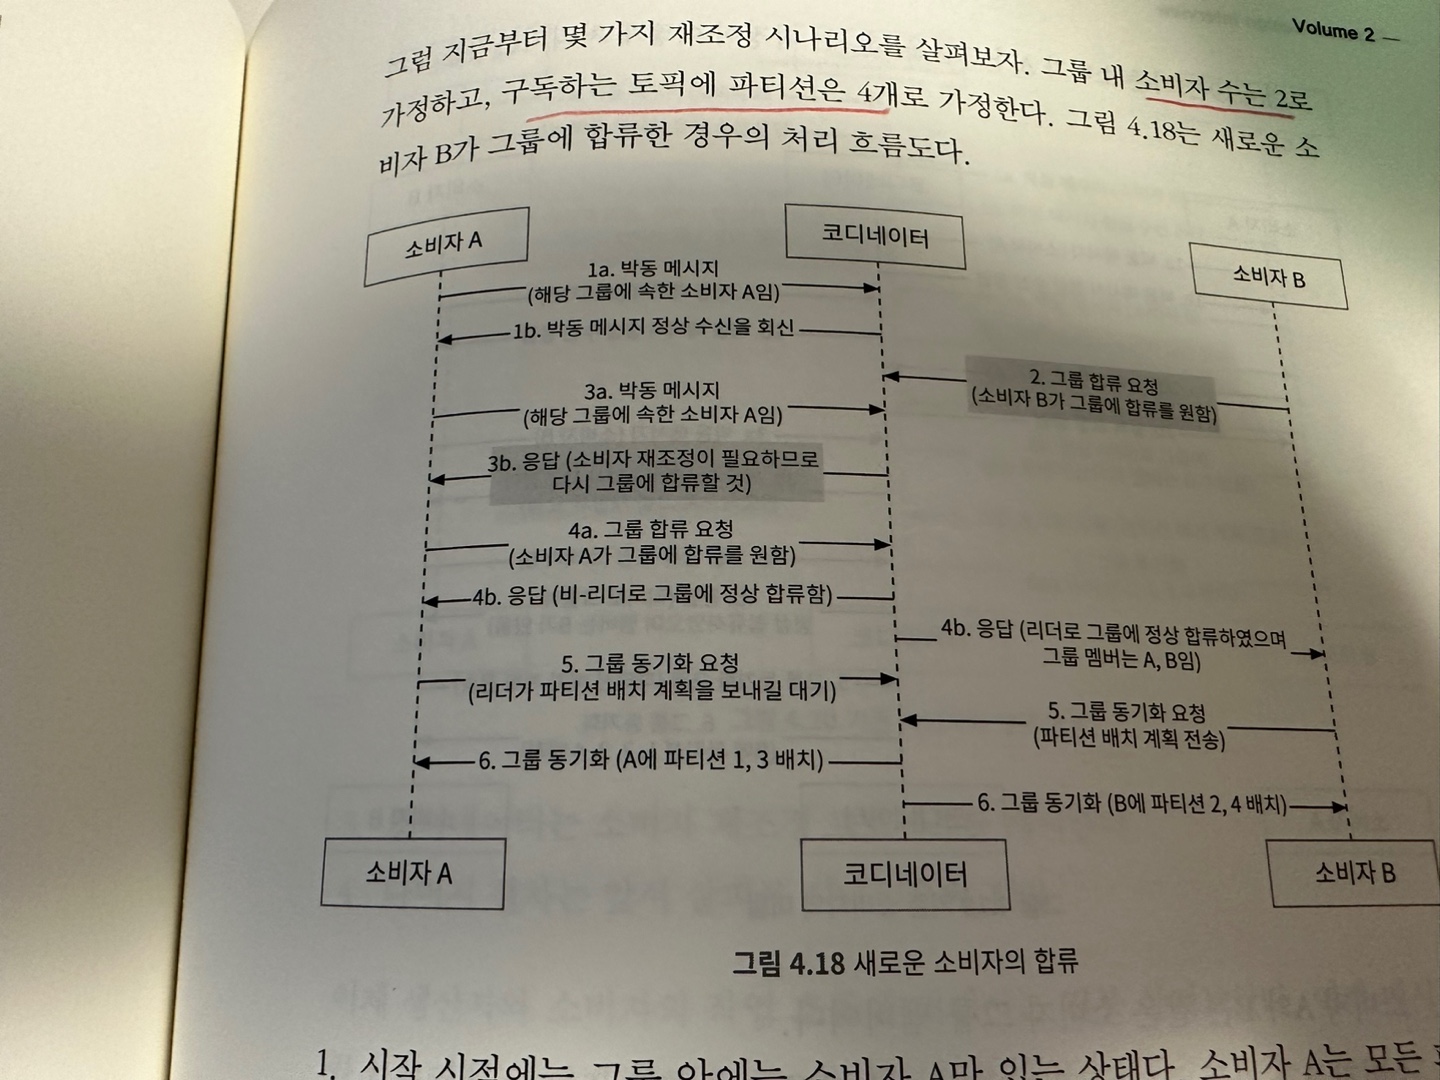 Volume 2 —
그럼 지금부터 몇 가지 재조정 시나리오를 살펴보자. 그룹 내 소비자 수는 2로
가정하고, 구독하는 토픽에 파티션은 4개로 가정한다. 그림 4.18는 새로운 소
비자 B가 그룹에 합류한 경우의 처리 흐름도다.
소비자 A
코디네이터
소비자 B
1a. 박동 메시지
(해당 그룹에 속한 소비자 A임)
1b. 박동 메시지 정상 수신을 회신
2. 그룹 합류 요청
(소비자 B가 그룹에 합류를 원함)
3a. 박동 메시지
(해당 그룹에 속한 소비자 A임)
3b. 응답 (소비자 재조정이 필요하므로
다시 그룹에 합류할 것)
4a. 그룹 합류 요청
(소비자 A가 그룹에 합류를 원함)
4b. 응답 (비-리더로 그룹에 정상 합류함)
4b. 응답 (리더로 그룹에 정상 합류하였으며
그룹 멤버는 A, B임)
5. 그룹 동기화 요청
(리더가 파티션 배치 계획을 보내길 대기)
5. 그룹 동기화 요청
(파티션 배치 계획 전송)
6. 그룹 동기화 (A에 파티션 1, 3 배치)
6. 그룹 동기화 (B에 파티션 2, 4 배치)
소비자 A
코디네이터
소비자 B
그림 4.18 새로운 소비자의 합류
1. 시작 시점에는 그룹 안에는 소비자 A만 있는 상태다. 소비자 A는 모든